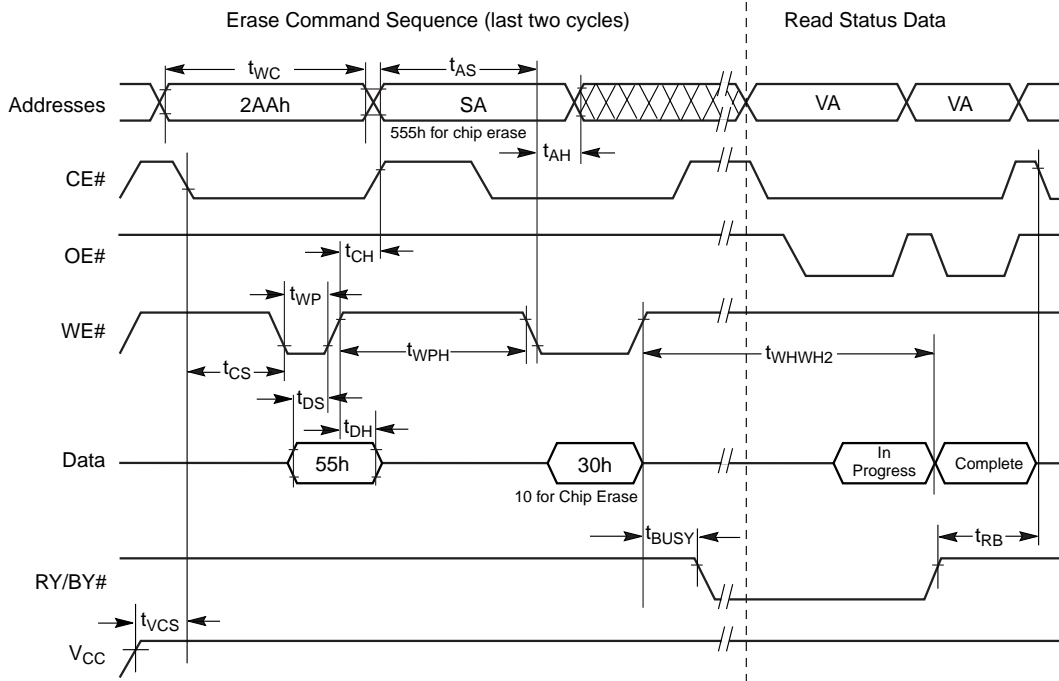 Erase Command Sequence (last two cycles)
Read Status Data
tWC
tAS
Addresses
2AAh
SA
VA
VA
555h for chip erase
tAH
CE#
OE#
tCH
tWP
WE#
tWPH
tWHWH2
tCS
tDS
tDH
Data
55h
30h
In
Progress
Complete
10 for Chip Erase
tBUSY
tRB
RY/BY#
tVCS
VCC